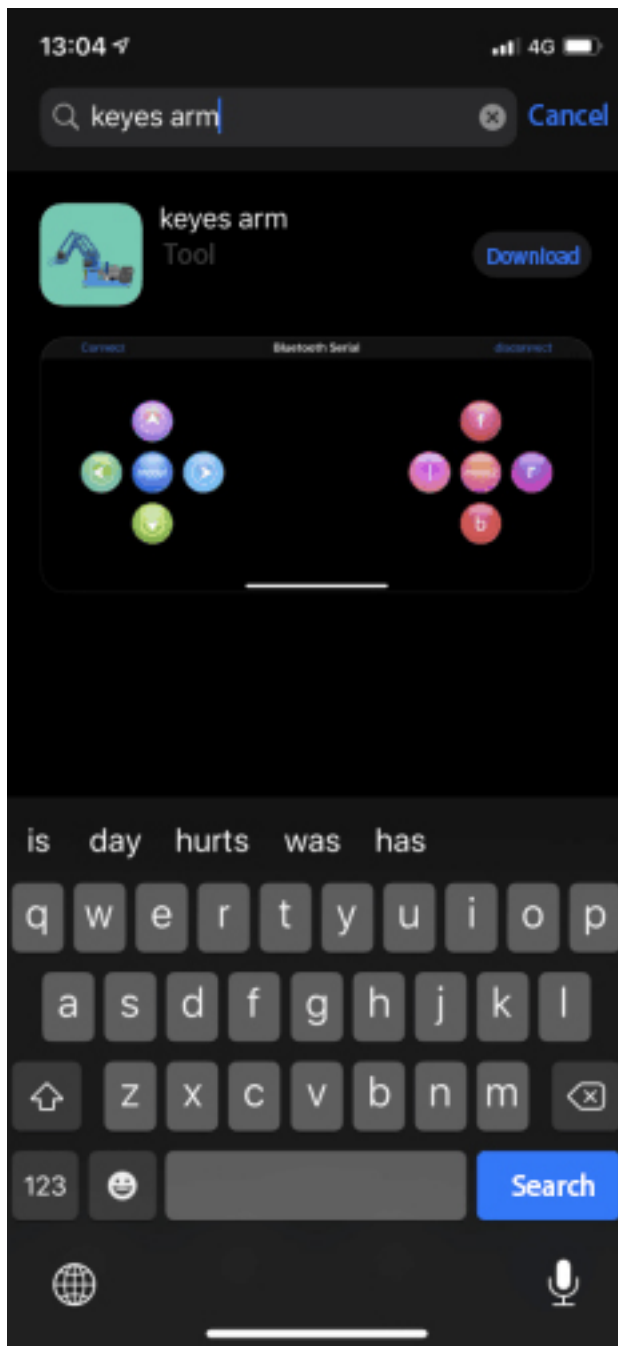 13:04
4G
keyes arm
Cancel
keyes arm
Tool
Download
Connect Bluetooth Serial disconnect
f
l
r
b
is day hurts was has
q w e r t y u i o p
a s d f g h j k l
z x c v b n m
123
Search